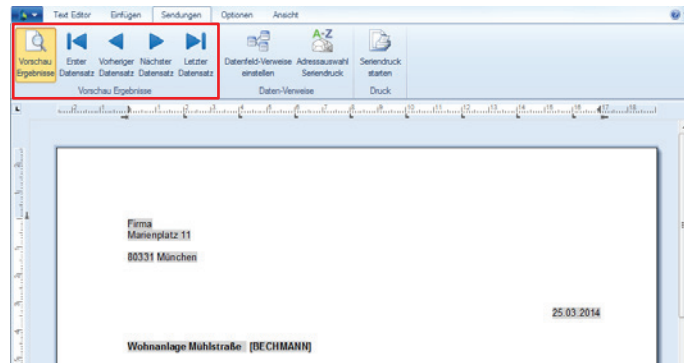 Text Editor Einfügen Sendungen Optionen Ansicht
Vorschau Ergebnisse
Erster Datensatz
Vorheriger Datensatz
Nächster Datensatz
Letzter Datensatz
Datenfeld-Verweise einstellen
Adressauswahl Seriendruck
Seriendruck starten
Vorschau Ergebnisse
Daten-Verweise
Druck
Firma
Marienplatz 11
80331 München
25.03.2014
Wohnanlage Mühlstraße [BECHMANN]